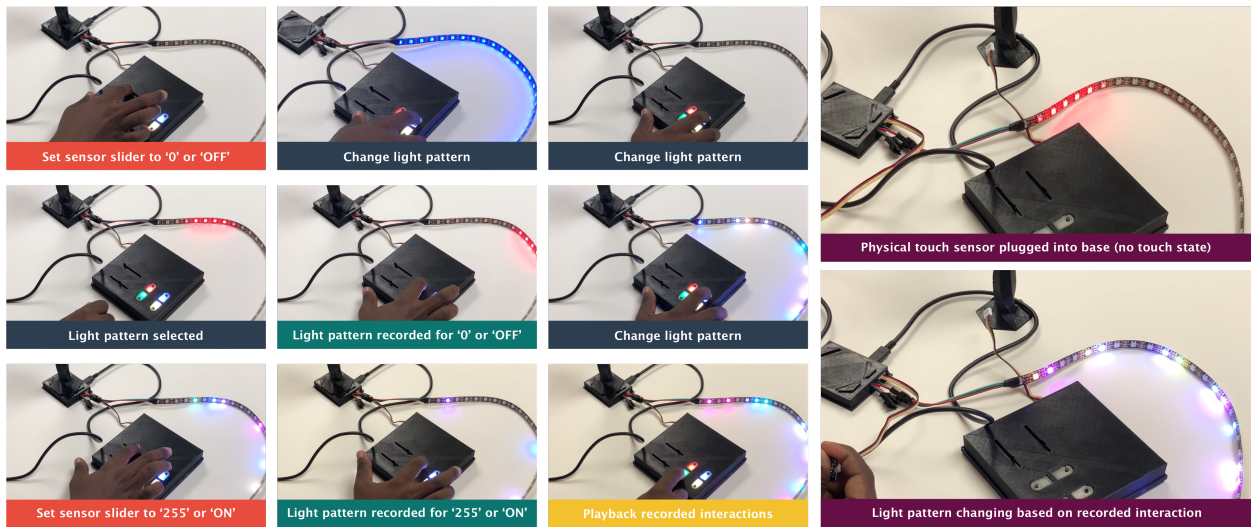 Set sensor slider to ‘0’ or ‘OFF’
Change light pattern
Change light pattern
Light pattern selected
Light pattern recorded for ‘0’ or ‘OFF’
Change light pattern
Set sensor slider to ‘255’ or ‘ON’
Light pattern recorded for ‘255’ or ‘ON’
Playback recorded interactions
Physical touch sensor plugged into base (no touch state)
Light pattern changing based on recorded interaction